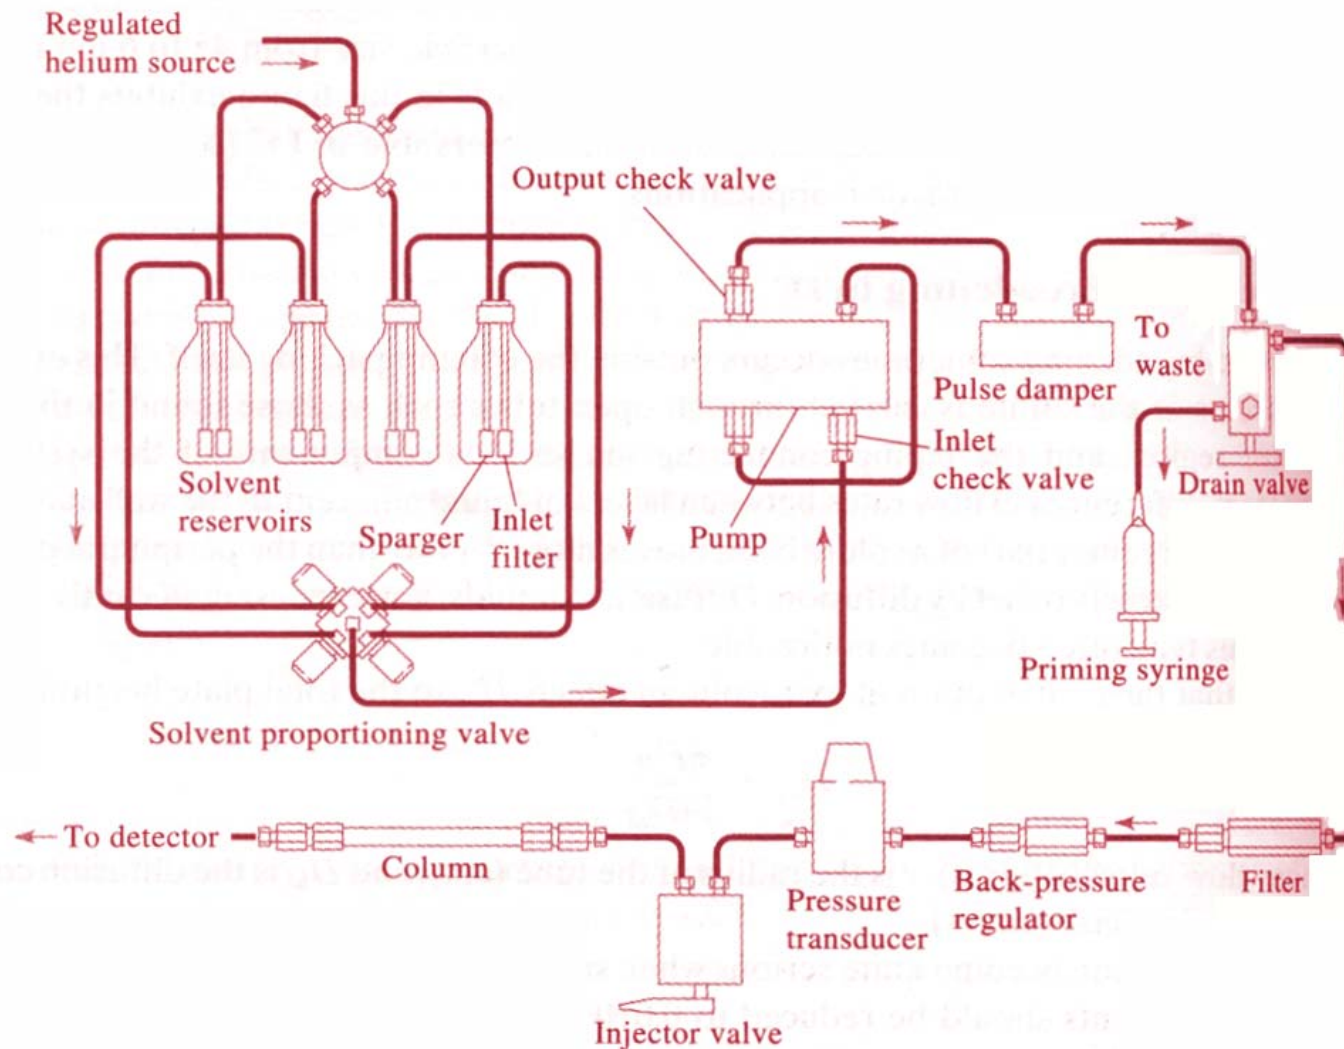 Regulated
helium source
Output check valve
To
waste
Pulse damper
Inlet
check valve
Drain valve
Solvent
reservoirs
Sparger
Inlet
filter
Pump
Priming syringe
Solvent proportioning valve
To detector
Column
Back-pressure
regulator
Filter
Pressure
transducer
Injector valve